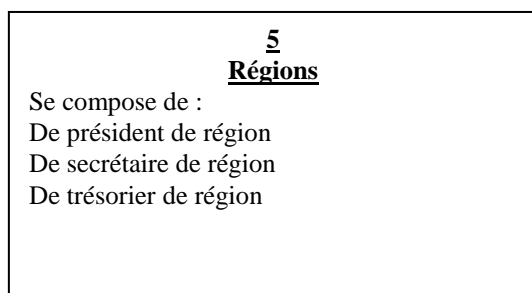 5
Régions
Se compose de :
De président de région
De secrétaire de région
De trésorier de région